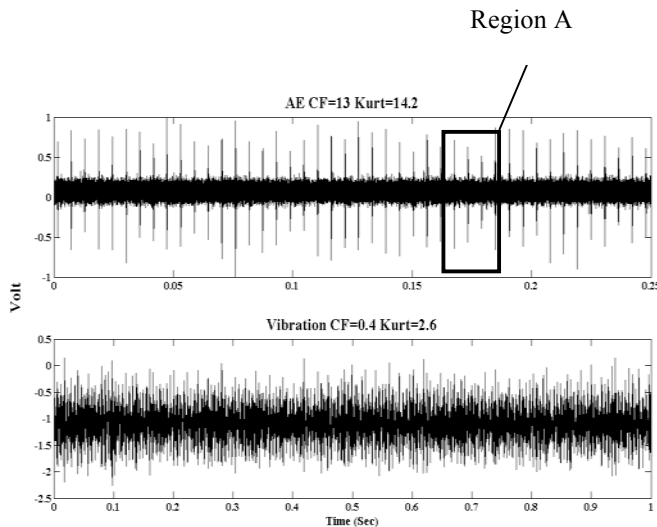 Region A
AE CF=13 Kurt=14.2
1
0.5
0
-0.5
-1
0 0.05 0.1 0.15 0.2 0.25
Volt
Vibration CF=0.4 Kurt=2.6
0.5
0
-0.5
-1
-1.5
-2
-2.5
0 0.1 0.2 0.3 0.4 0.5 0.6 0.7 0.8 0.9 1
Time (Sec)